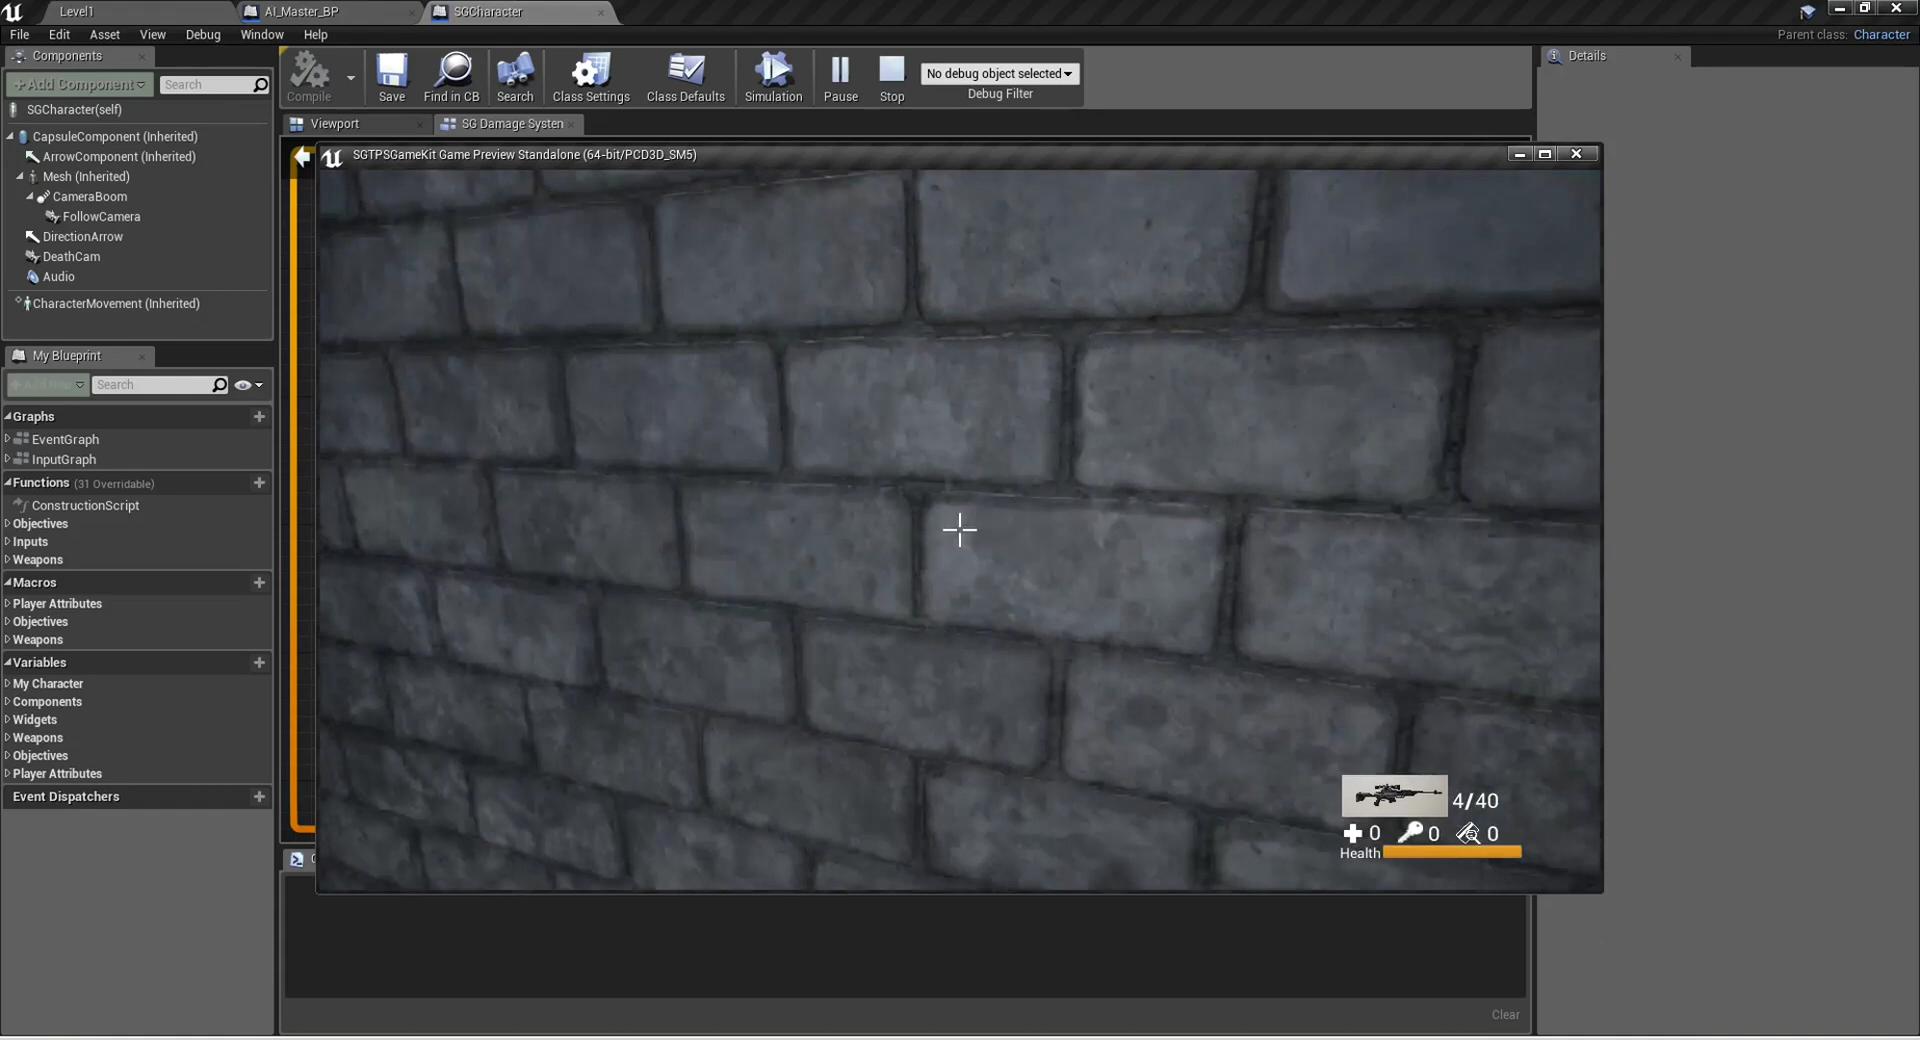 Level1
AI_Master_BP
SGCharacter
File Edit Asset View Debug Window Help
Parent class: Character
Components
+Add Component
Search
SGCharacter(self)
CapsuleComponent (Inherited)
ArrowComponent (Inherited)
Mesh (Inherited)
CameraBoom
FollowCamera
DirectionArrow
DeathCam
Audio
CharacterMovement (Inherited)
My Blueprint
+Add New
Search
Graphs
EventGraph
InputGraph
Functions (31 Overridable)
ConstructionScript
Objectives
Inputs
Weapons
Macros
Player Attributes
Objectives
Weapons
Variables
My Character
Components
Widgets
Weapons
Objectives
Player Attributes
Event Dispatchers
Compile
Save
Find in CB
Search
Class Settings
Class Defaults
Simulation
Pause
Stop
No debug object selected
Debug Filter
Viewport
SG Damage Systen
SGTPSGameKit Game Preview Standalone (64-bit/PCD3D_SM5)
4/40
0 0 0
Health
Clear
Details